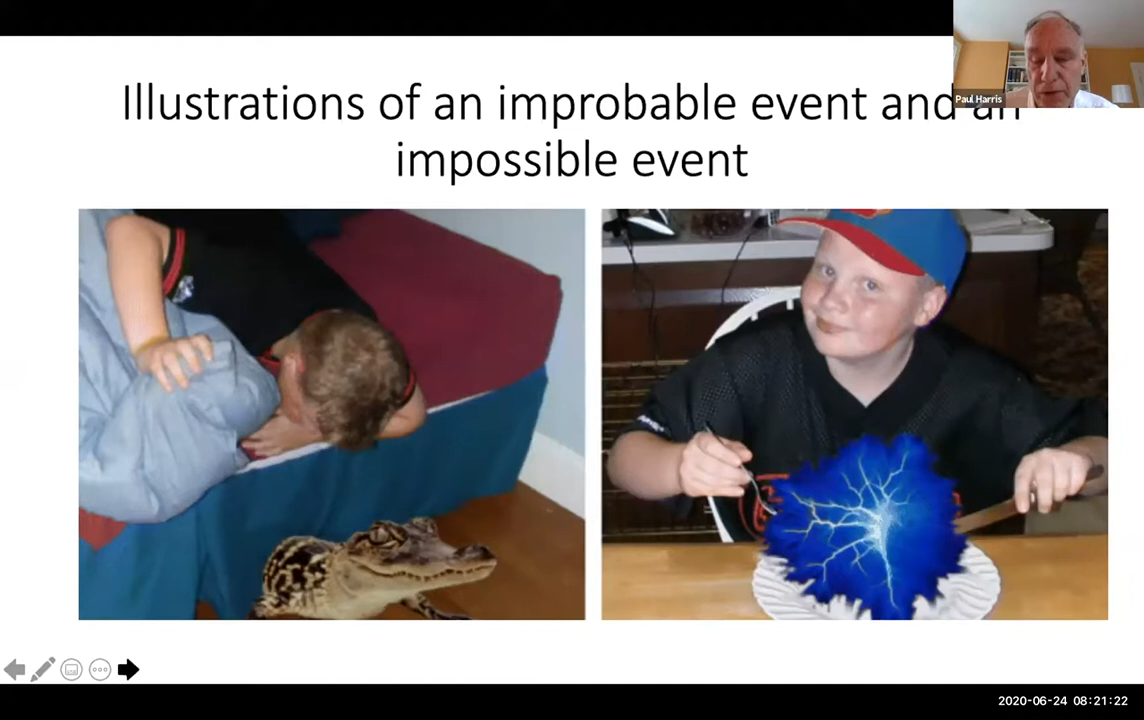 Illustrations of an improbable event and an
impossible event
Paul Harris
2020-06-24 08:21:22